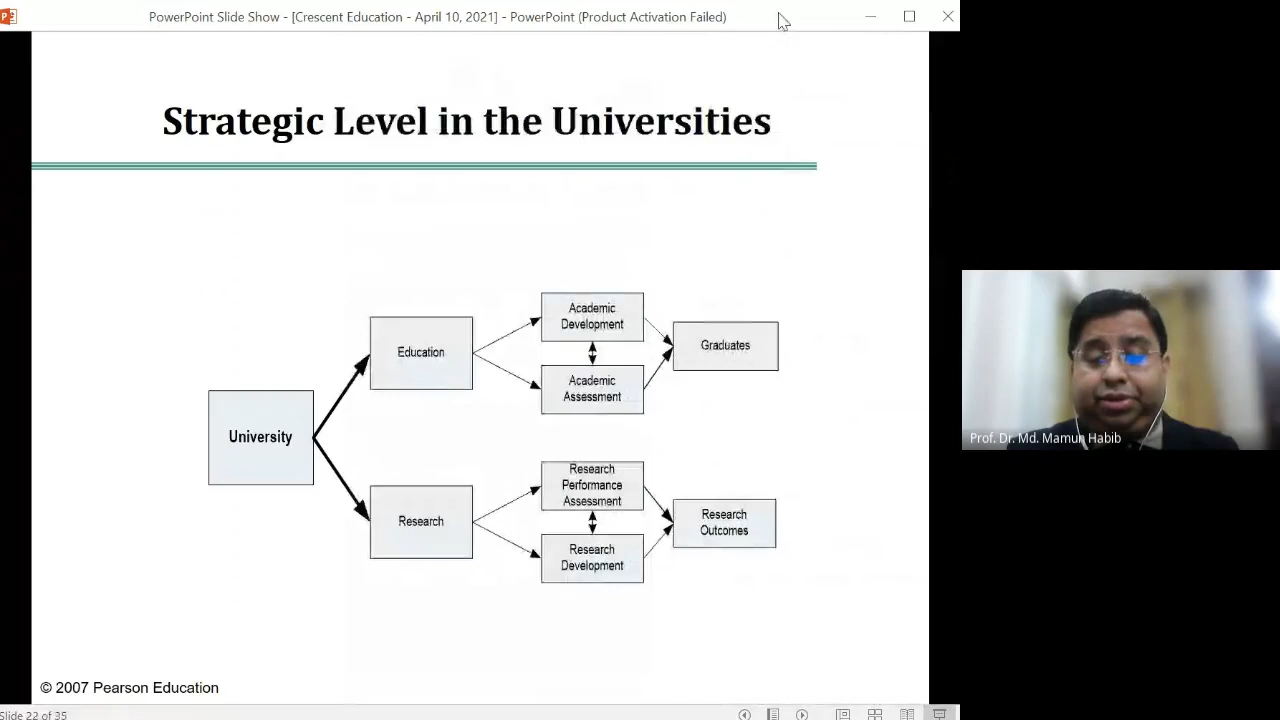 PowerPoint Slide Show - [Crescent Education - April 10, 2021] - PowerPoint (Product Activation Failed)
Strategic Level in the Universities
Academic
Development
Education
Graduates
Academic
Assessment
University
Research
Performance
Assessment
Research
Research
Outcomes
Research
Development
© 2007 Pearson Education
Slide 22 of 35
Prof. Dr. Md. Mamun Habib